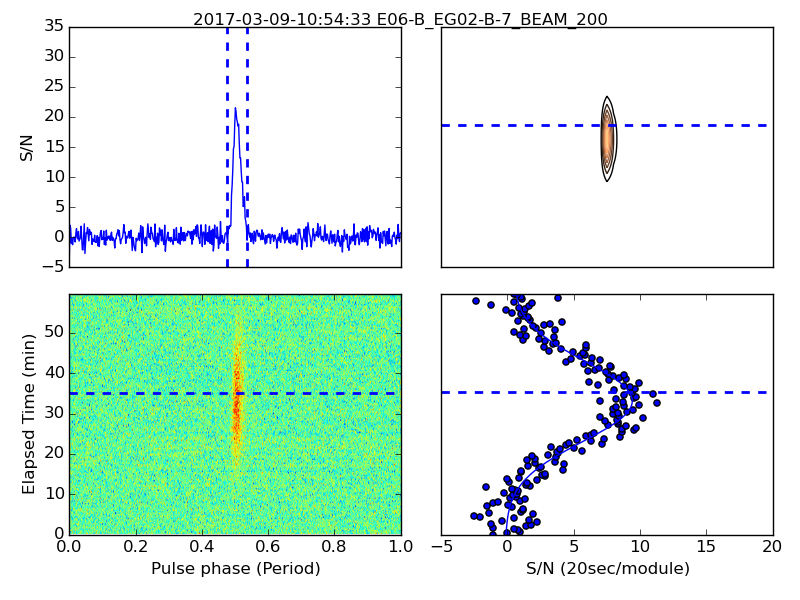 2017-03-09-10:54:33 E06-B_EG02-B-7_BEAM_200
35
30
25
20
15
10
5
0
−5
S/N
50
40
30
20
10
0
Elapsed Time (min)
0.0 0.2 0.4 0.6 0.8 1.0
Pulse phase (Period)
−5 0 5 10 15 20
S/N (20sec/module)